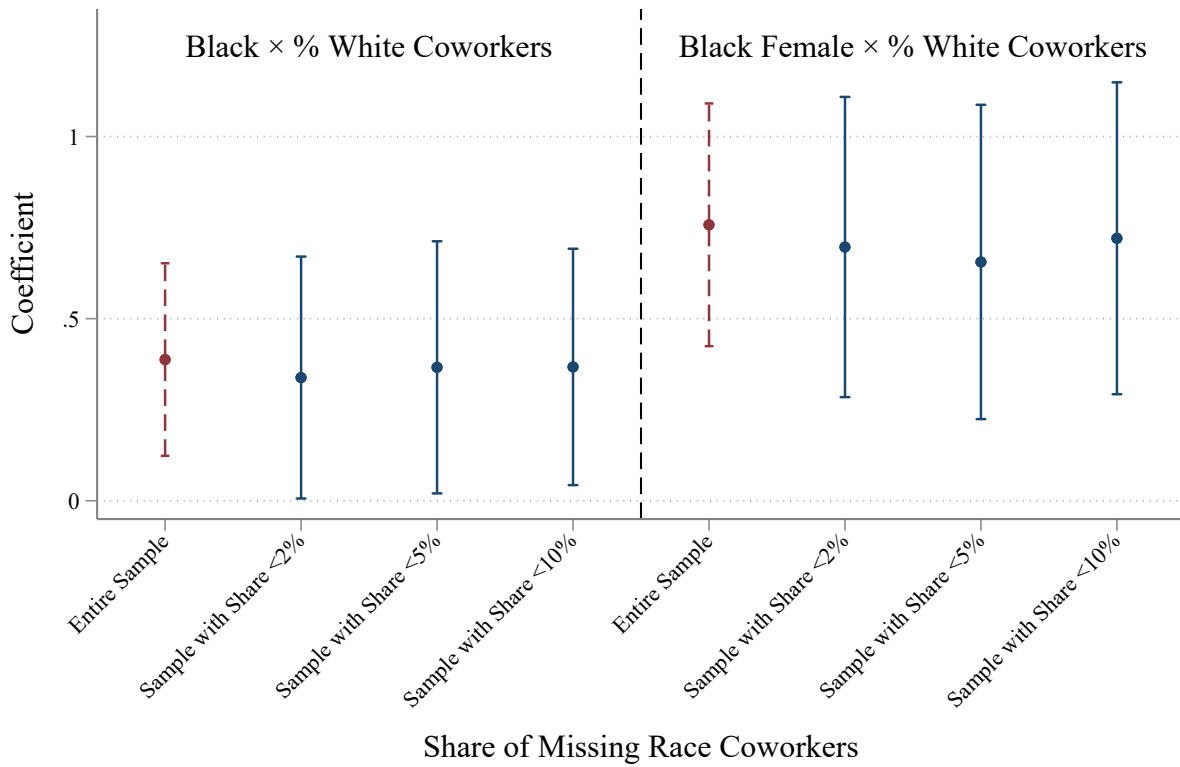 Black × % White Coworkers
Black Female × % White Coworkers
Coefficient
1
.5
0
Entire Sample
Sample with Share <2%
Sample with Share <5%
Sample with Share <10%
Entire Sample
Sample with Share <2%
Sample with Share <5%
Sample with Share <10%
Share of Missing Race Coworkers